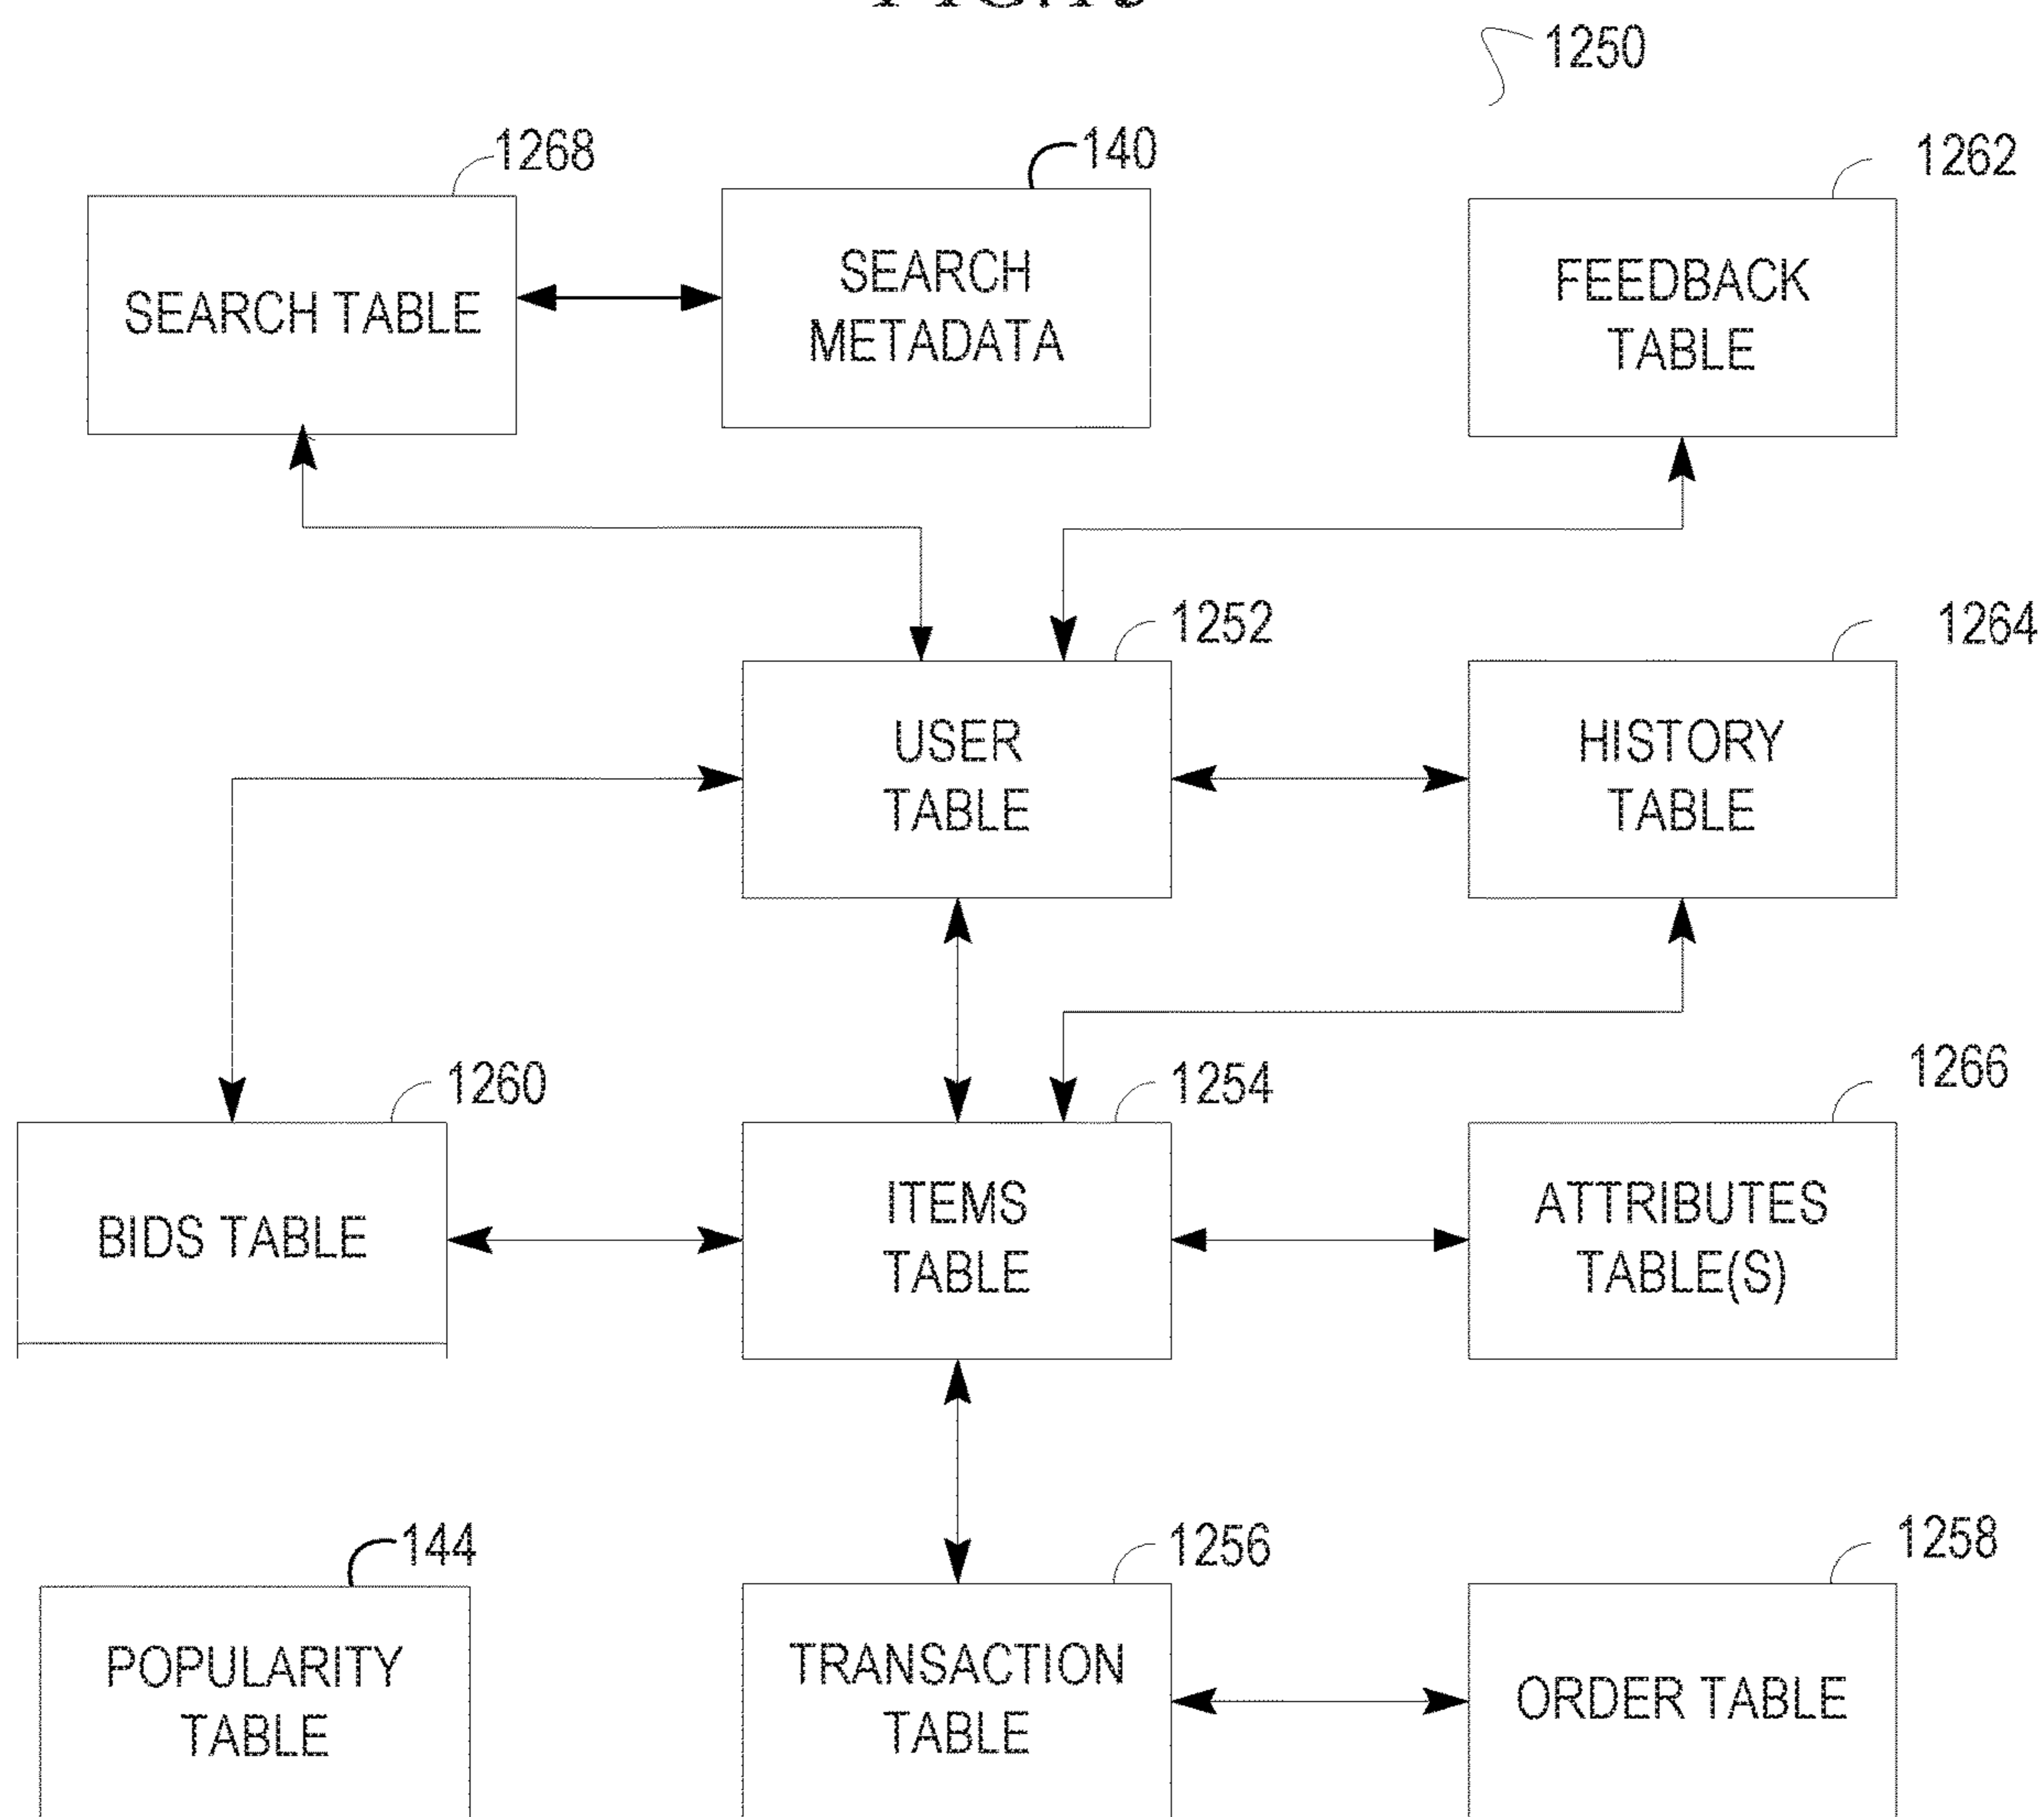 1250
1268
140
1262
SEARCH TABLE
SEARCH
METADATA
FEEDBACK
TABLE
1252
1264
USER
TABLE
HISTORY
TABLE
1260
1254
1266
BIDS TABLE
ITEMS
TABLE
ATTRIBUTES
TABLE(S)
144
1256
1258
POPULARITY
TABLE
TRANSACTION
TABLE
ORDER TABLE